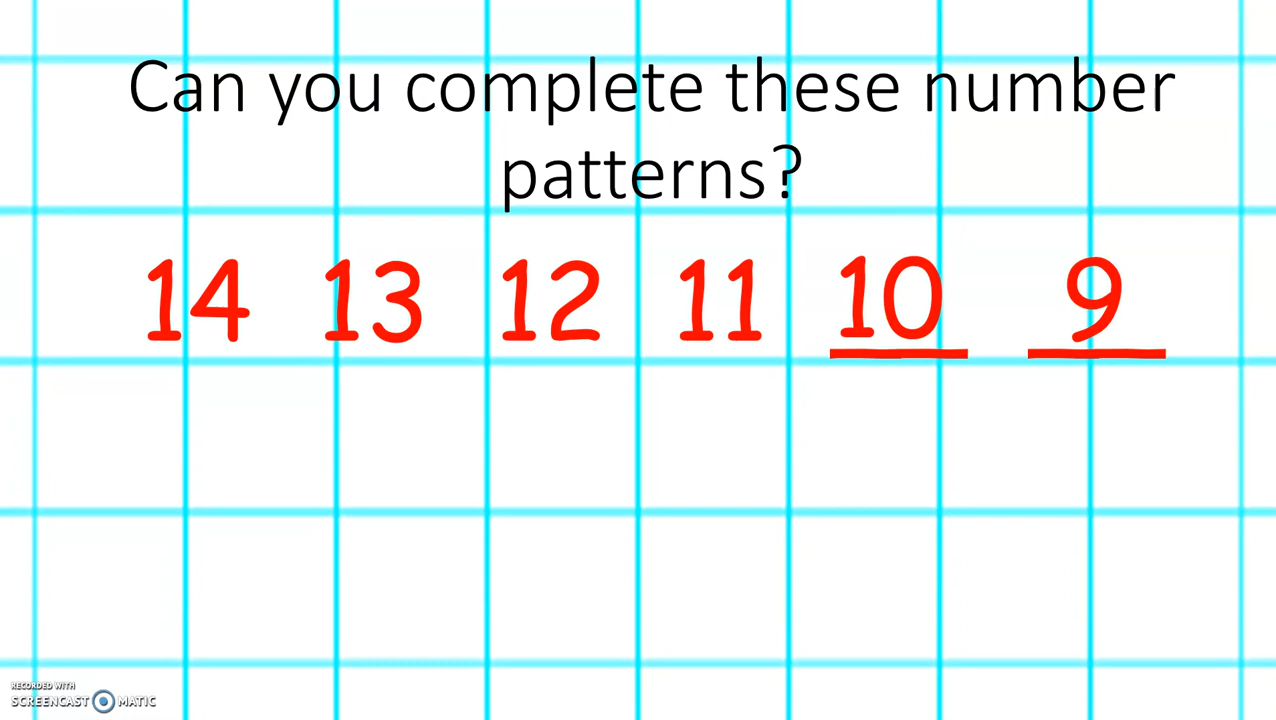 Can you complete these number
patterns?
14 13 12 11 10 9
RECORDED WITH
SCREENCAST MATIC